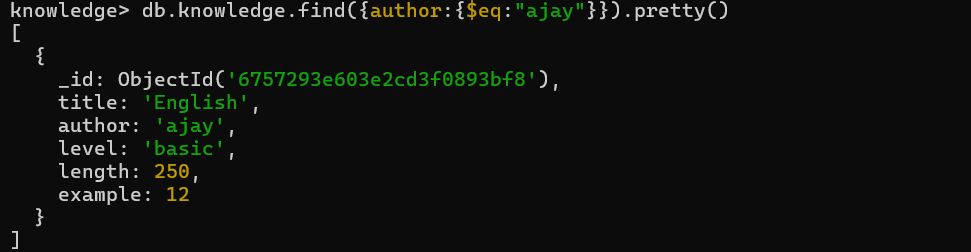 knowledge> db.knowledge.find({author:{$eq:"ajay"}}).pretty()
[
  {
    _id: ObjectId('6757293e603e2cd3f0893bf8'),
    title: 'English',
    author: 'ajay',
    level: 'basic',
    length: 250,
    example: 12
  }
]